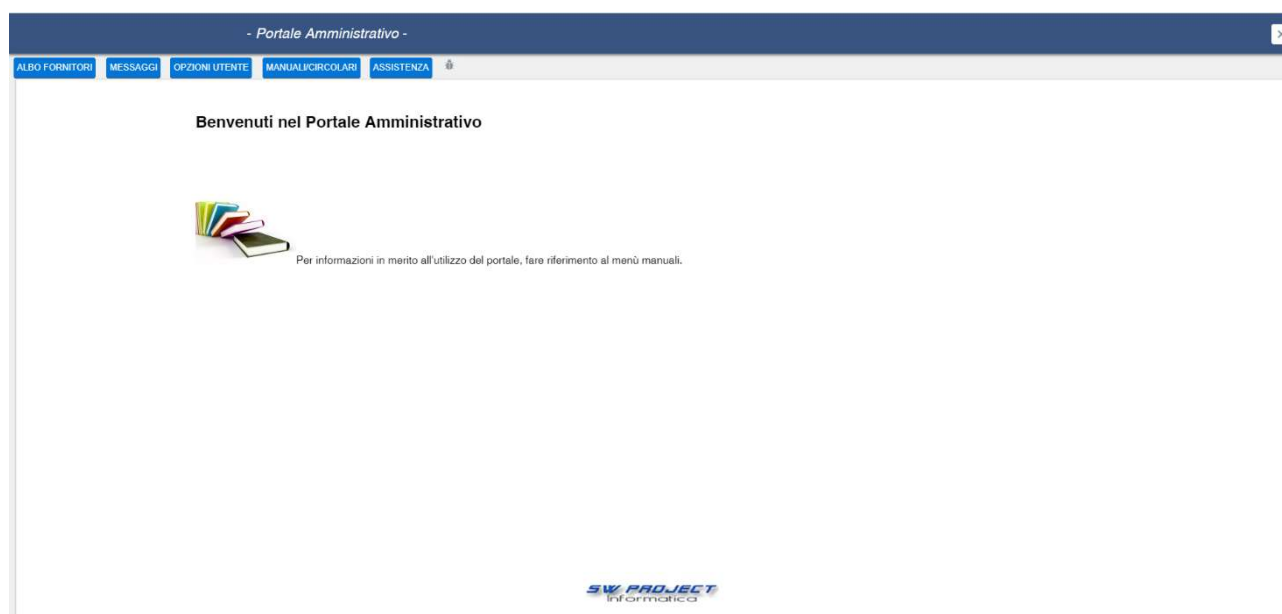 - Portale Amministrativo -
ALBO FORNITORI MESSAGGI OPZIONI UTENTE MANUALI/CIRCOLARI ASSISTENZA
Benvenuti nel Portale Amministrativo
Per informazioni in merito all'utilizzo del portale, fare riferimento al menù manuali.
SW PROJECT
Informatica